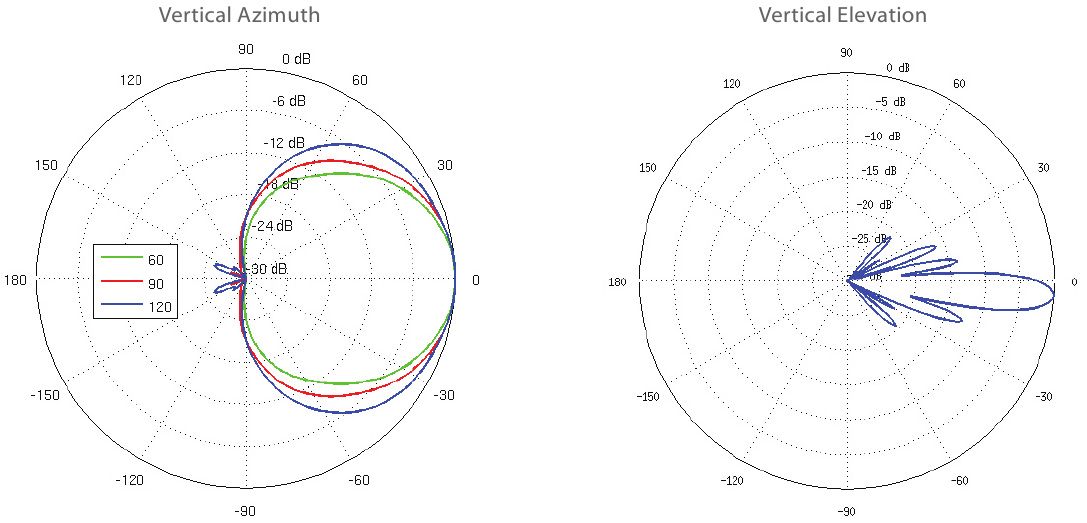 Vertical Azimuth
Vertical Elevation
90
0 dB
120
60
-6 dB
-12 dB
150
30
-18 dB
-24 dB
60
90
120
-30 dB
180
0
-150
-30
-120
-60
-90
90
0 dB
120
60
-5 dB
-10 dB
150
30
-15 dB
-20 dB
-25 dB
180
0
-150
-30
-120
-60
-90